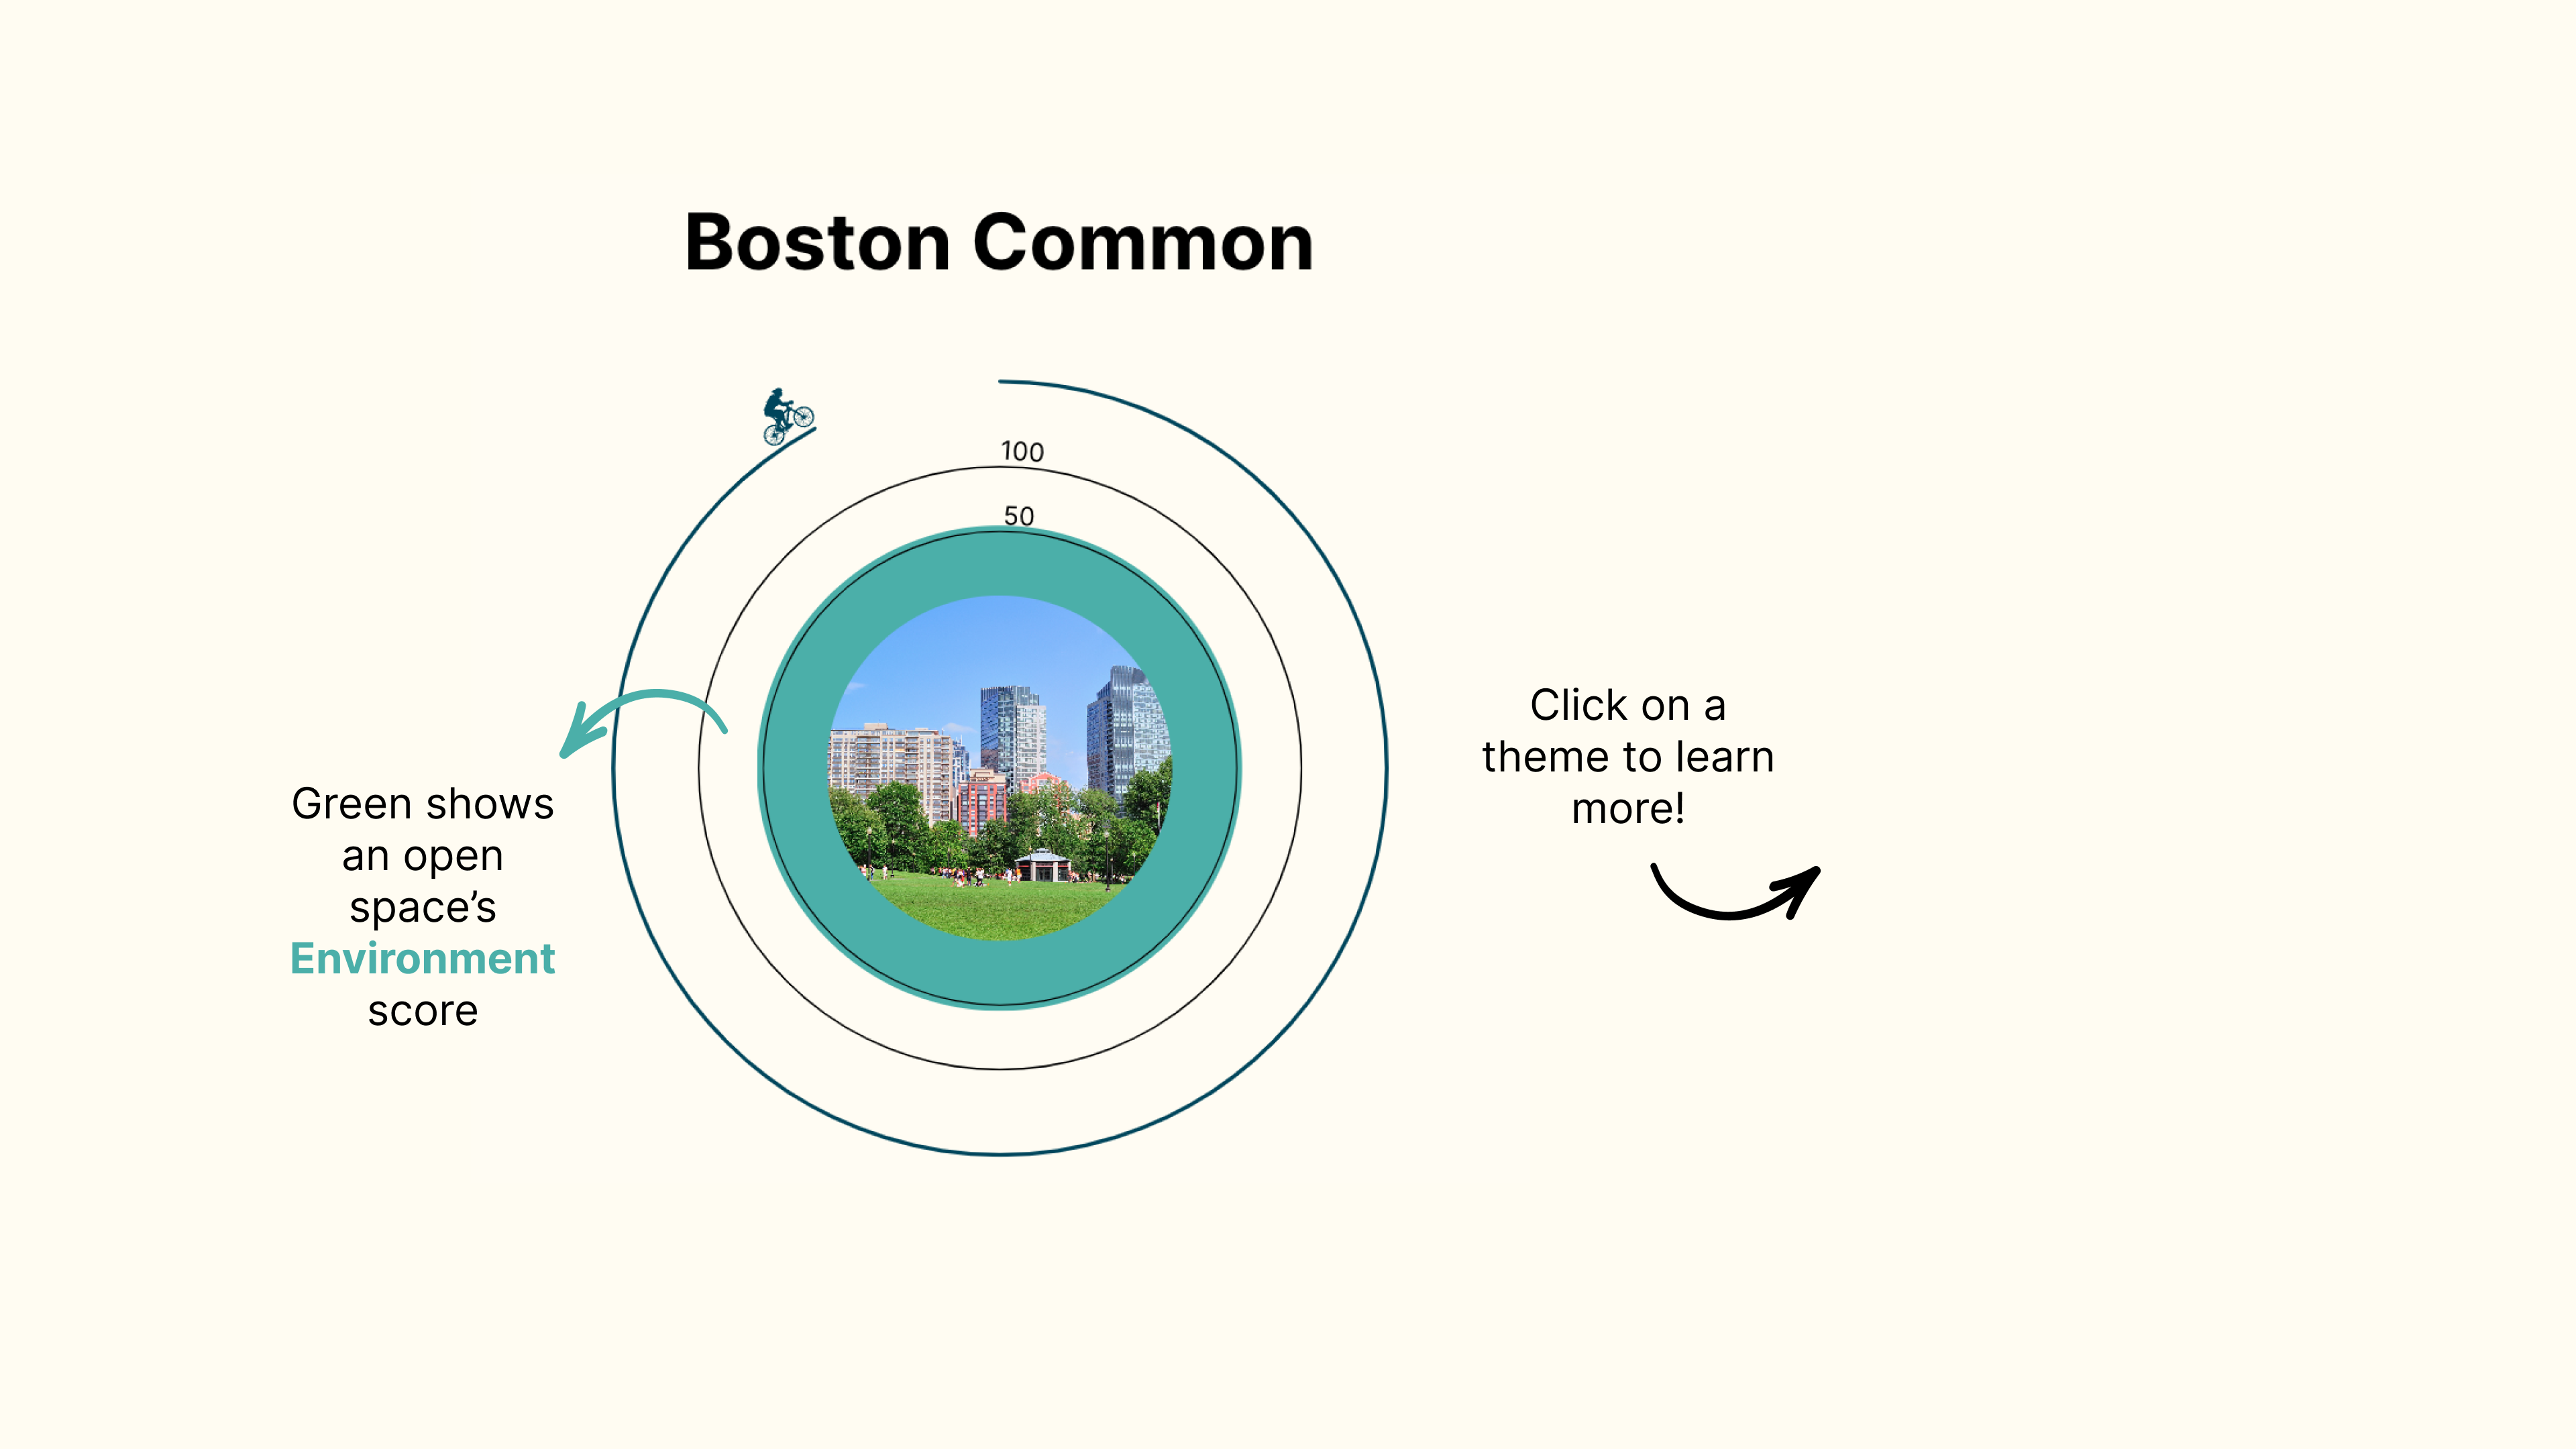 Boston Common
100
50
Green shows
an open
space’s
Environment
score
Click on a
theme to learn
more!